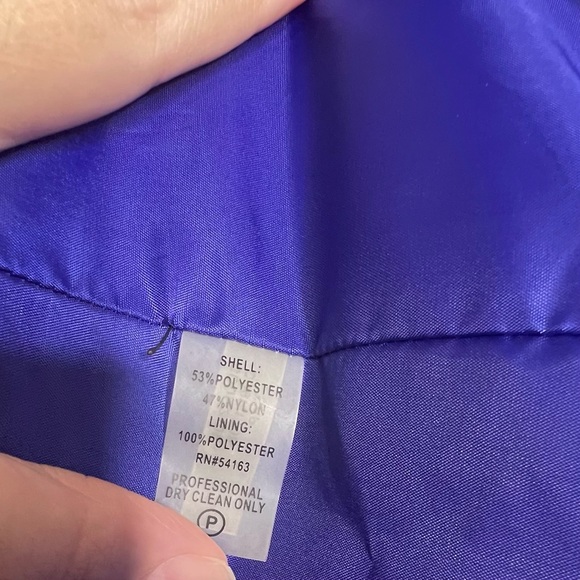 SHELL:
53%POLYESTER
47%NYLON
LINING:
100%POLYESTER
RN#54163
PROFESSIONAL
DRY CLEAN ONLY
P